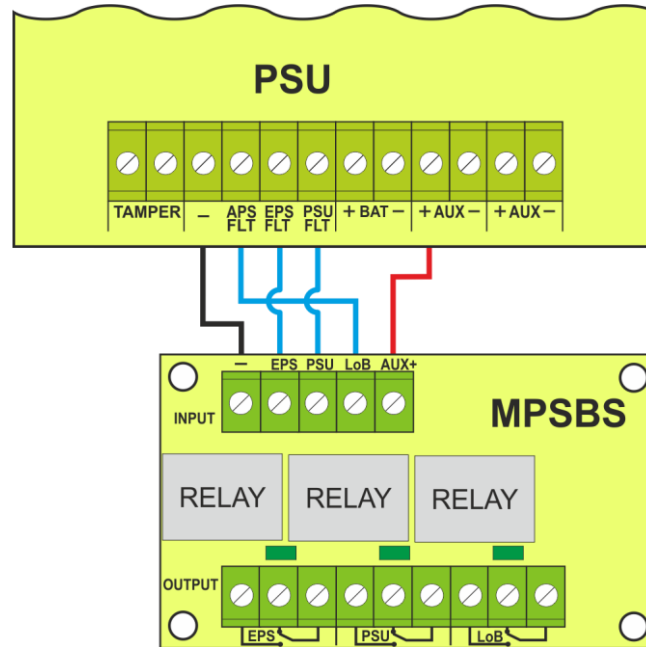 PSU
TAMPER – APS FLT EPS FLT PSU FLT + BAT – + AUX – + AUX –
– EPS PSU LoB AUX+
INPUT
MPSBS
RELAY RELAY RELAY
OUTPUT
EPS PSU LoB